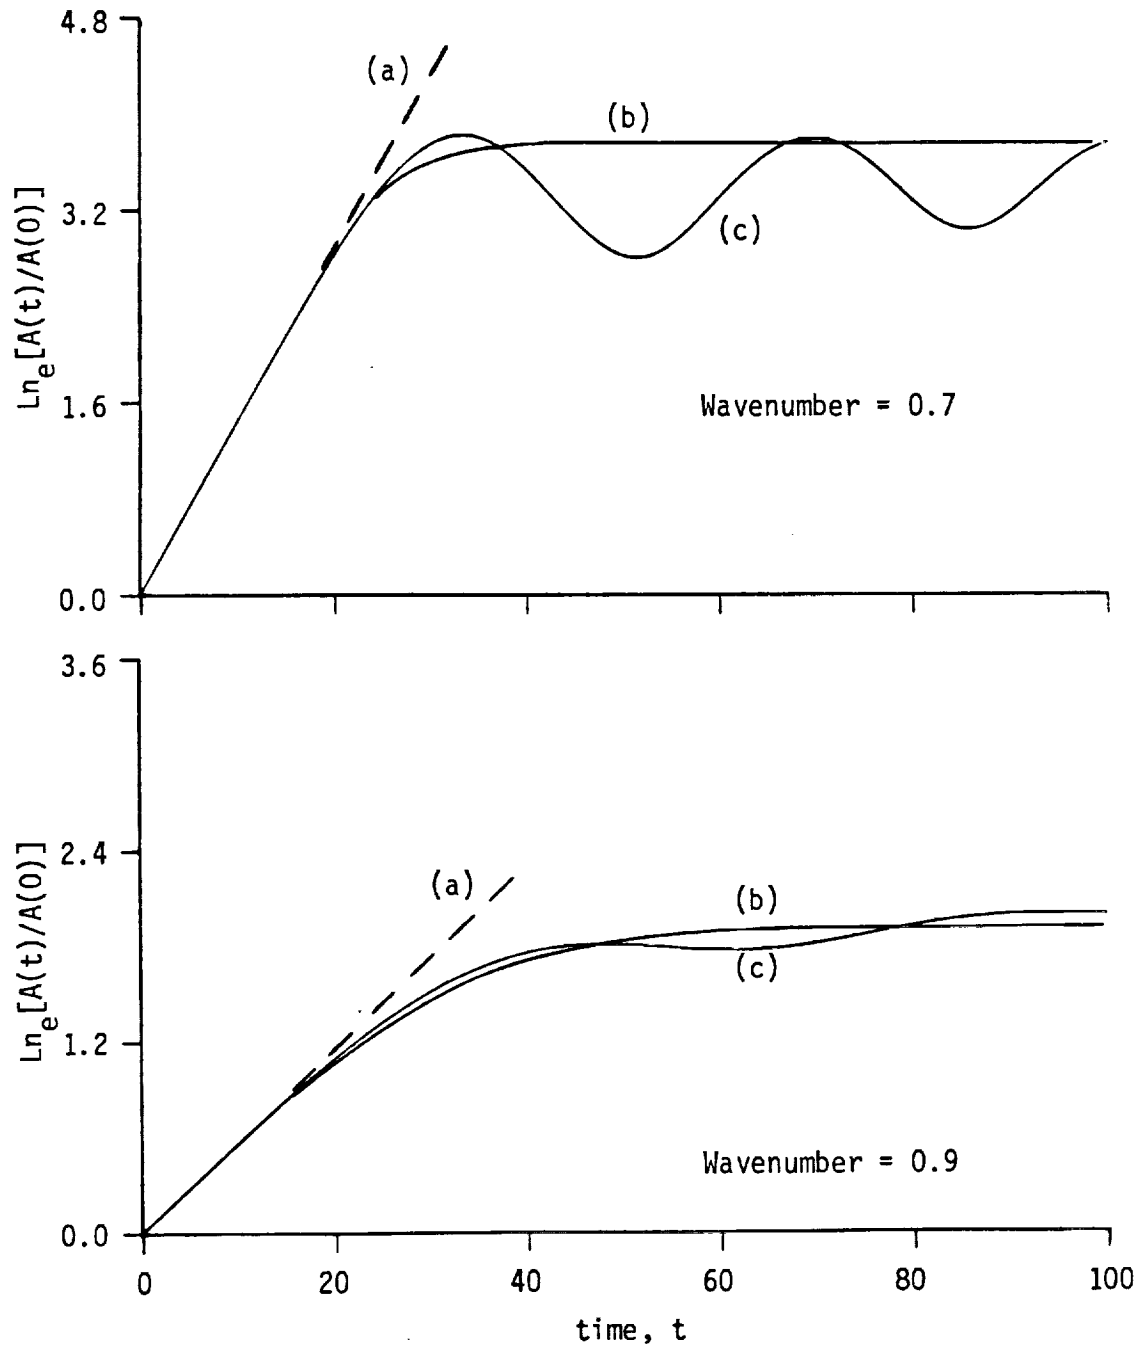 4.8
(a)
(b)
3.2
(c)
Ln_e[A(t)/A(0)]
1.6
Wavenumber = 0.7
0.0
3.6
2.4
(a)
(b)
(c)
Ln_e[A(t)/A(0)]
1.2
Wavenumber = 0.9
0.0
0 20 40 60 80 100
time, t